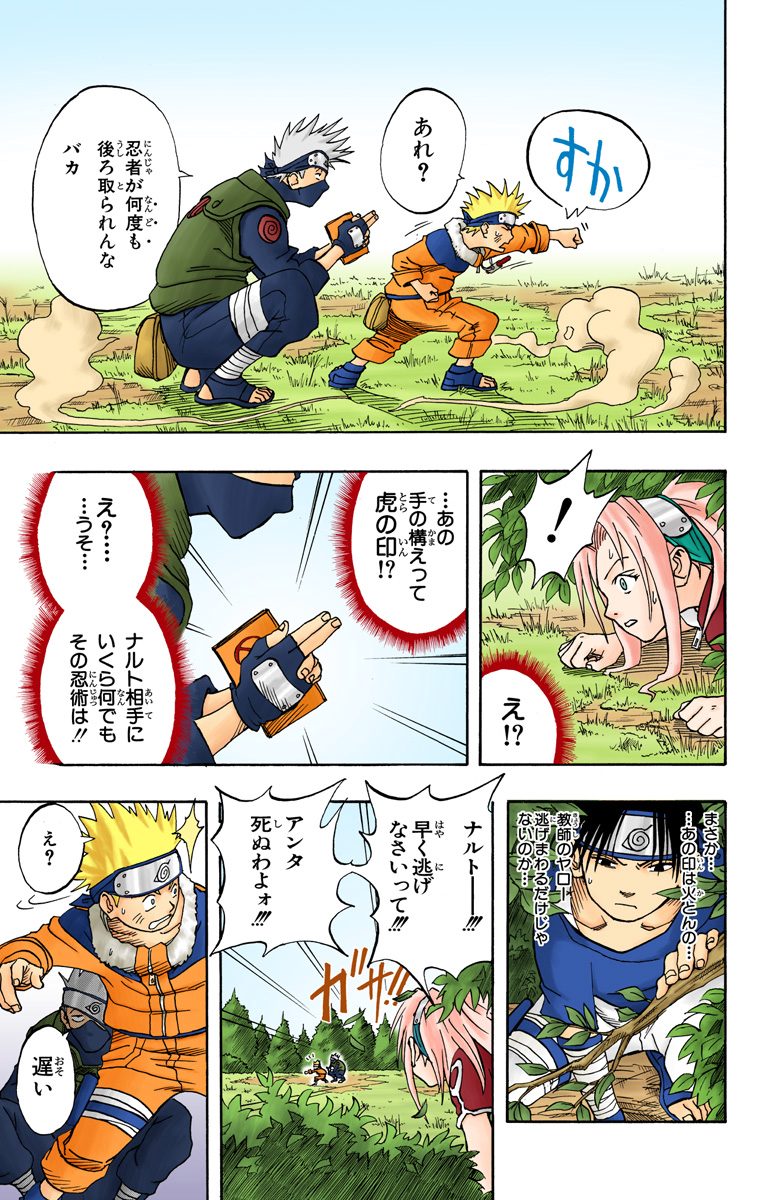 すか
あれ？
忍者が何度も
後ろ取られんな
バカ
！
え!?
…あの
手の構えって
虎の印!?
え？…
…うそ…
ナルト相手に
いくら何でも
その忍術は!!
まさか…
…あの印は火とんの…
教師のヤロー
逃げまわるだけじゃ
ないのか…
ナルトーー!!!
早く逃げ
なさいって!!!
アンタ
死ぬわよォ!!!
ガサ!!
え？
遅い